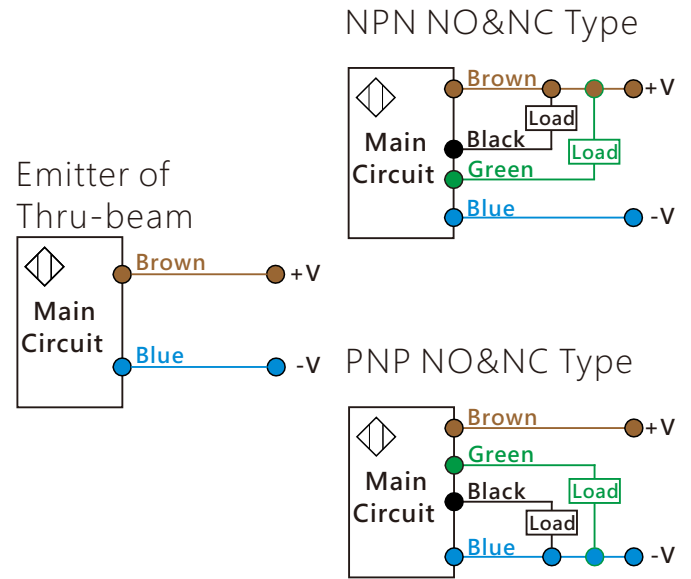 Emitter of
Thru-beam
Brown
+V
Main
Circuit
Blue
-V
NPN NO&NC Type
Brown
+V
Load
Black
Main
Load
Circuit
Green
Blue
-V
PNP NO&NC Type
Brown
+V
Green
Main
Black
Load
Circuit
Load
Blue
-V